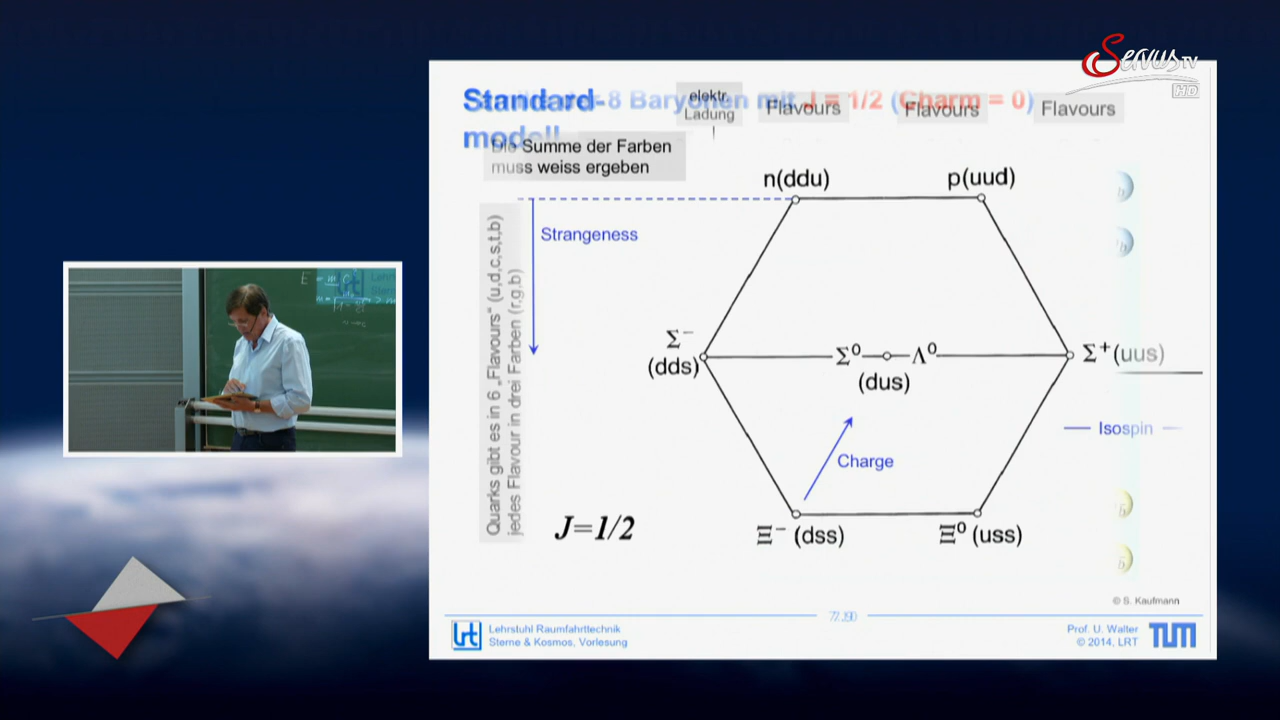 Servus TV
HD
Standard-
modell
8 Baryonen mit J = 1/2 (Charm = 0)
elektr.
Ladung
Flavours
Flavours
Flavours
Die Summe der Farben
muss weiss ergeben
n(ddu)
p(uud)
Strangeness
Quarks gibt es in 6 „Flavours“ (u,d,c,s,t,b)
jedes Flavour in drei Farben (r,g,b)
Σ⁻
(dds)
Σ⁰
Λ⁰
(dus)
Σ⁺(uus)
Isospin
Charge
J=1/2
Ξ⁻ (dss)
Ξ⁰ (uss)
© S. Kaufmann
lrt
Lehrstuhl Raumfahrttechnik
Sterne & Kosmos, Vorlesung
Prof. U. Walter
© 2014, LRT
TUM